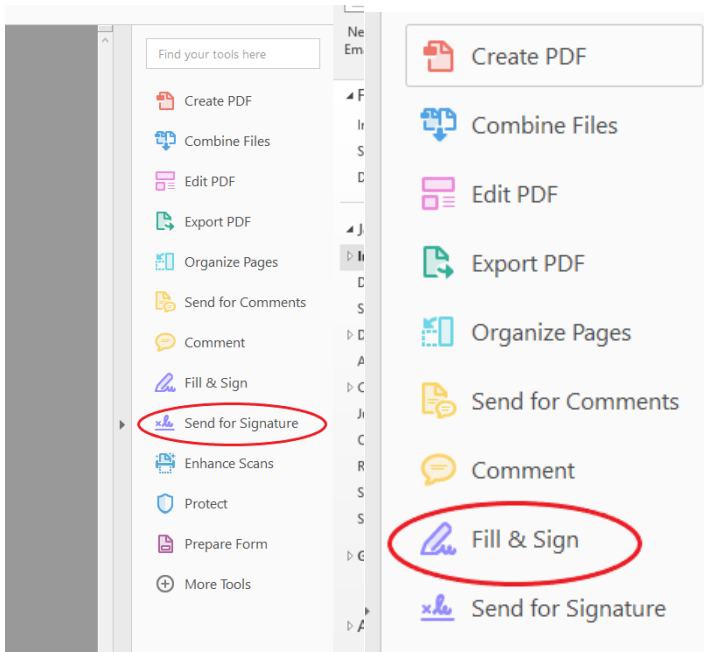 Find your tools here
Create PDF
Combine Files
Edit PDF
Export PDF
Organize Pages
Send for Comments
Comment
Fill & Sign
Send for Signature
Enhance Scans
Protect
Prepare Form
More Tools
Ne
Em
Create PDF
Combine Files
Edit PDF
Export PDF
Organize Pages
Send for Comments
Comment
Fill & Sign
Send for Signature